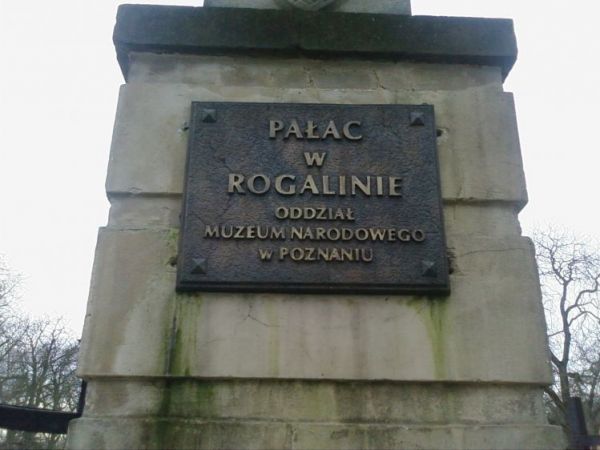 PAŁAC
W
ROGALINIE
ODDZIAŁ
MUZEUM NARODOWEGO
W POZNANIU